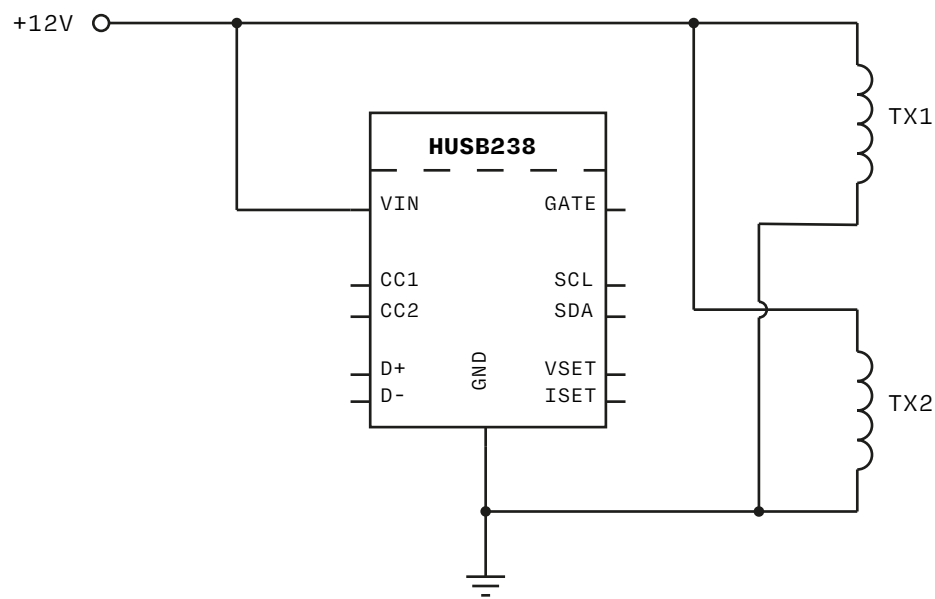 +12V
HUSB238
VIN
GATE
TX1
CC1
SCL
CC2
SDA
D+
VSET
D-
ISET
GND
TX2